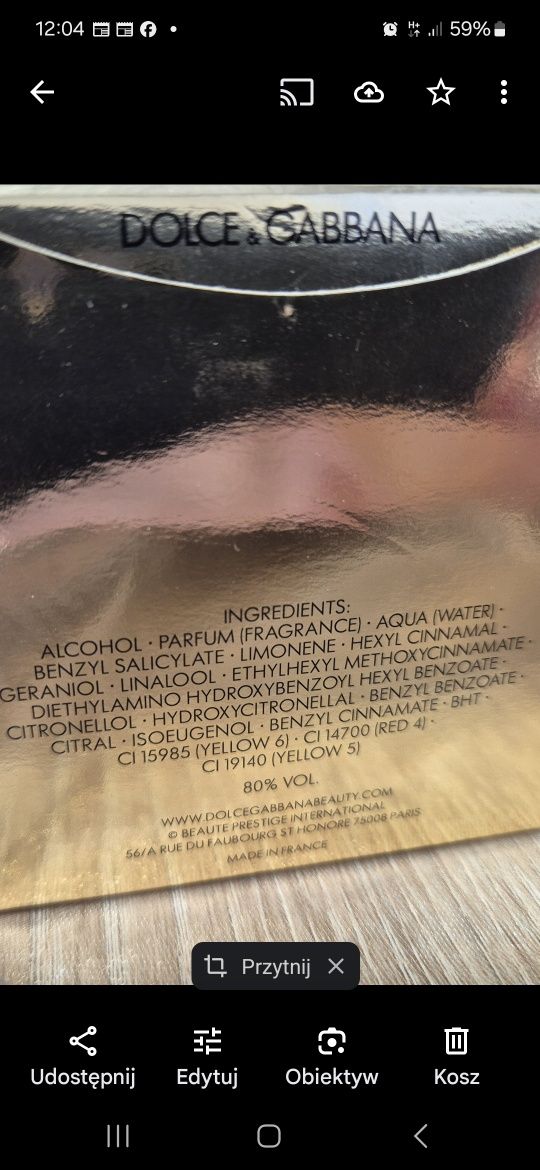 12:04
59%
DOLCE & GABBANA
INGREDIENTS:
ALCOHOL · PARFUM (FRAGRANCE) · AQUA (WATER) ·
BENZYL SALICYLATE · LIMONENE · HEXYL CINNAMAL ·
GERANIOL · LINALOOL · ETHYLHEXYL METHOXYCINNAMATE ·
DIETHYLAMINO HYDROXYBENZOYL HEXYL BENZOATE ·
CITRONELLOL · HYDROXYCITRONELLAL · BENZYL BENZOATE ·
CITRAL · ISOEUGENOL · BENZYL CINNAMATE · BHT ·
CI 15985 (YELLOW 6) · CI 14700 (RED 4) ·
CI 19140 (YELLOW 5)
80% VOL.
WWW.DOLCEGABBANABEAUTY.COM
© BEAUTE PRESTIGE INTERNATIONAL
56/A RUE DU FAUBOURG ST HONORE 75008 PARIS
MADE IN FRANCE
Przytnij
Udostępnij Edytuj Obiektyw Kosz